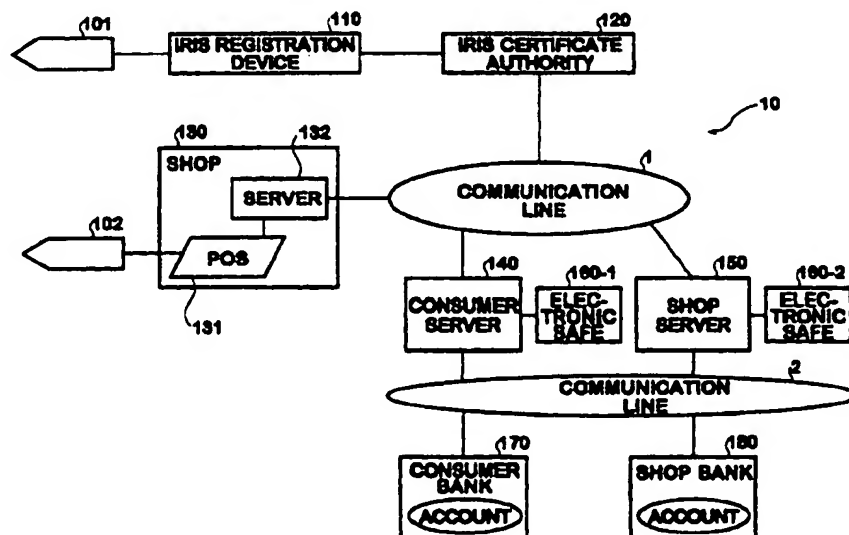 101
110
IRIS REGISTRATION
DEVICE
120
IRIS CERTIFICATE
AUTHORITY
10
130
SHOP
132
SERVER
1
COMMUNICATION
LINE
102
POS
131
140
CONSUMER
SERVER
160-1
ELEC-
TRONIC
SAFE
150
SHOP
SERVER
160-2
ELEC-
TRONIC
SAFE
2
COMMUNICATION
LINE
170
CONSUMER
BANK
ACCOUNT
180
SHOP BANK
ACCOUNT